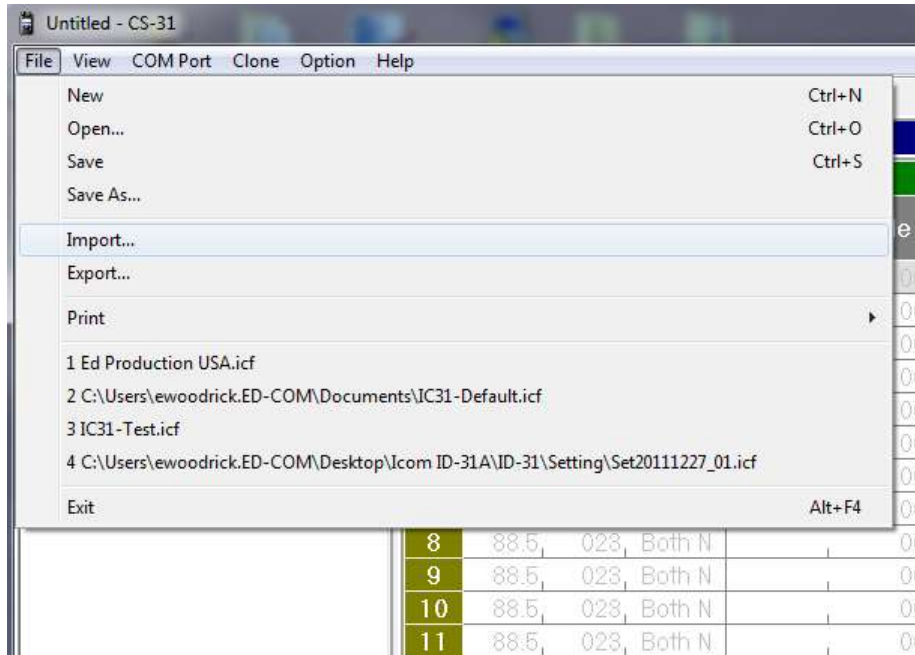 Untitled - CS-31
File View COM Port Clone Option Help
New Ctrl+N
Open... Ctrl+O
Save Ctrl+S
Save As...
Import...
Export...
Print
1 Ed Production USA.icf
2 C:\Users\ewoodrick.ED-COM\Documents\IC31-Default.icf
3 IC31-Test.icf
4 C:\Users\ewoodrick.ED-COM\Desktop\Icom ID-31A\ID-31\Setting\Set20111227_01.icf
Exit Alt+F4
8 88.5, 023, Both N ,
9 88.5, 023, Both N ,
10 88.5, 023, Both N ,
11 88.5, 023, Both N ,